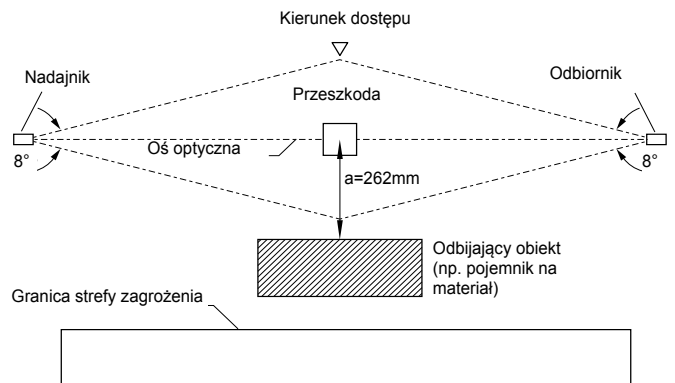 Kierunek dostępu
Nadajnik
Odbiornik
Przeszkoda
Oś optyczna
8°
8°
a=262mm
Odbijający obiekt
(np. pojemnik na
materiał)
Granica strefy zagrożenia